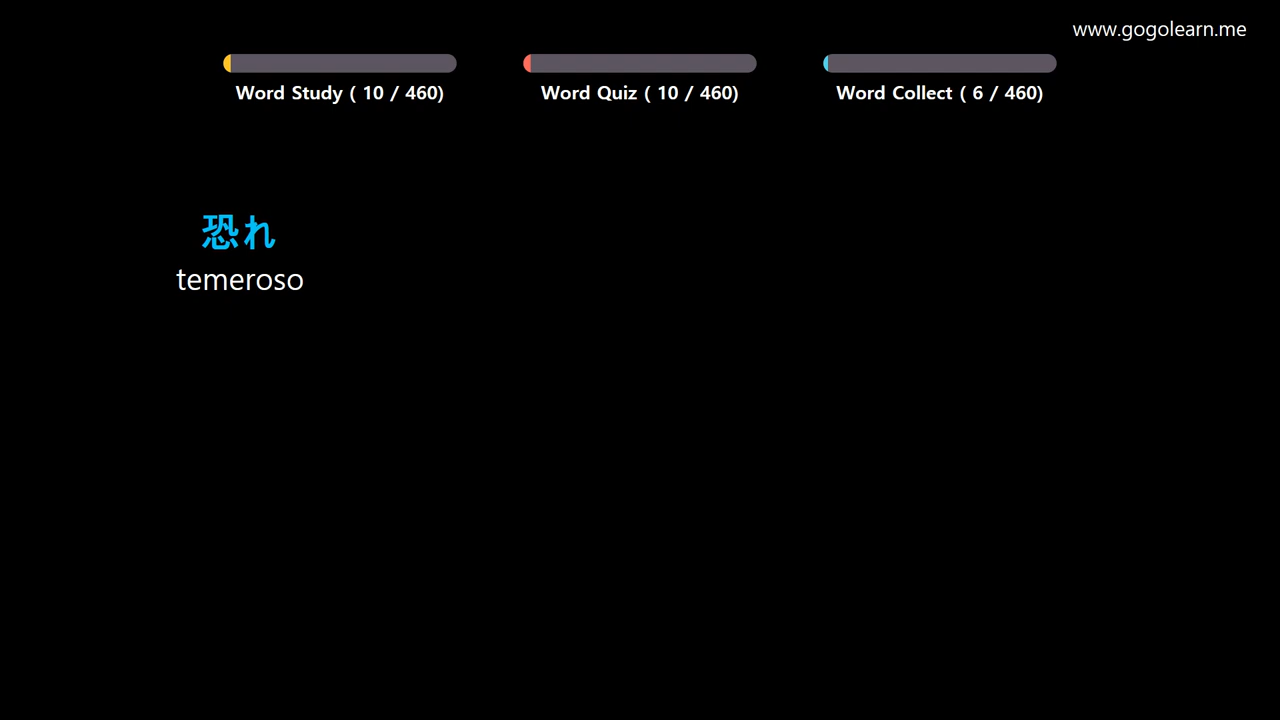 www.gogolearn.me
Word Study ( 10 / 460)
Word Quiz ( 10 / 460)
Word Collect ( 6 / 460)
恐れ
temeroso